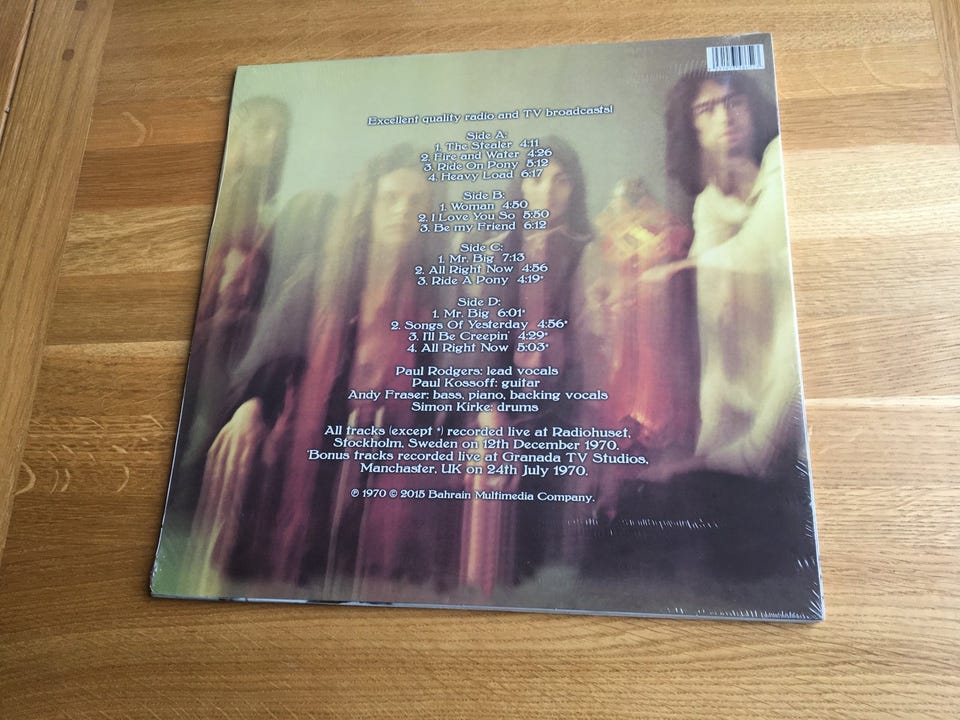 Excellent quality radio and TV broadcasts!
Side A:
1. The Stealer 4:11
2. Fire and Water 4:26
3. Ride On Pony 5:12
4. Heavy Load 6:17
Side B:
1. Woman 4:50
2. I Love You So 5:50
3. Be my Friend 6:12
Side C:
1. Mr. Big 7:13
2. All Right Now 4:56
3. Ride A Pony 4:19*
Side D:
1. Mr. Big 6:01*
2. Songs Of Yesterday 4:56*
3. I'll Be Creepin' 4:29*
4. All Right Now 5:03*
Paul Rodgers: lead vocals
Paul Kossoff: guitar
Andy Fraser: bass, piano, backing vocals
Simon Kirke: drums
All tracks (except *) recorded live at Radiohuset,
Stockholm, Sweden on 12th December 1970.
*Bonus tracks recorded live at Granada TV Studios,
Manchaster, UK on 24th July 1970.
℗ 1970 © 2015 Bahrain Multimedia Company.